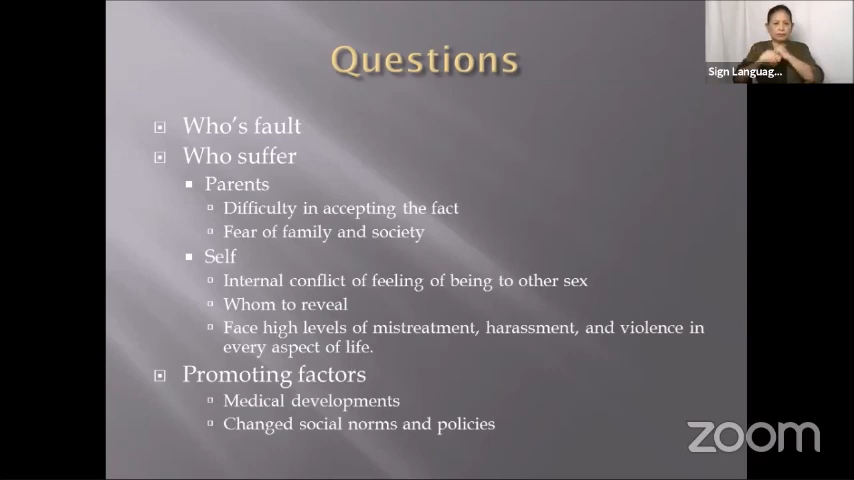 Questions
Sign Languag...
Who's fault
Who suffer
Parents
Difficulty in accepting the fact
Fear of family and society
Self
Internal conflict of feeling of being to other sex
Whom to reveal
Face high levels of mistreatment, harassment, and violence in
every aspect of life.
Promoting factors
Medical developments
Changed social norms and policies
zoom